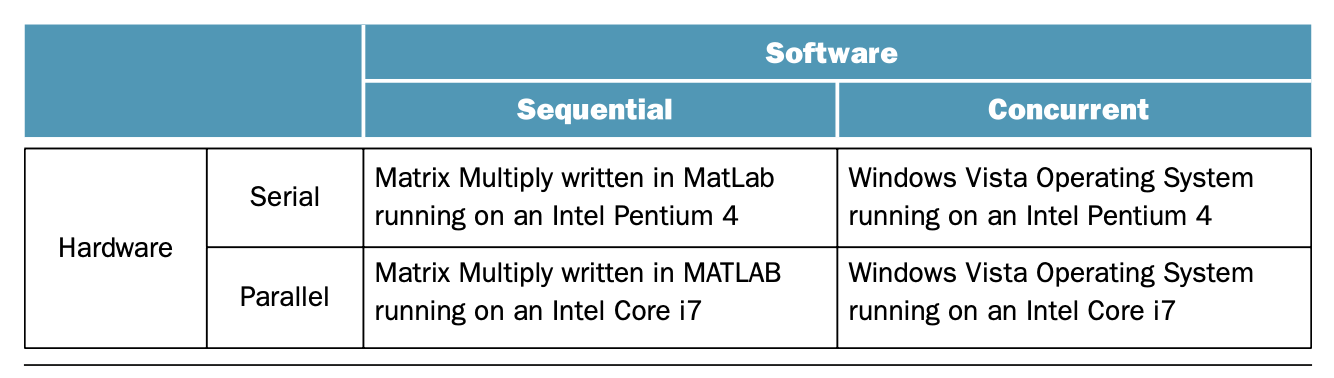 Software
Sequential
Concurrent
Hardware
Serial
Matrix Multiply written in MatLab
running on an Intel Pentium 4
Windows Vista Operating System
running on an Intel Pentium 4
Parallel
Matrix Multiply written in MATLAB
running on an Intel Core i7
Windows Vista Operating System
running on an Intel Core i7